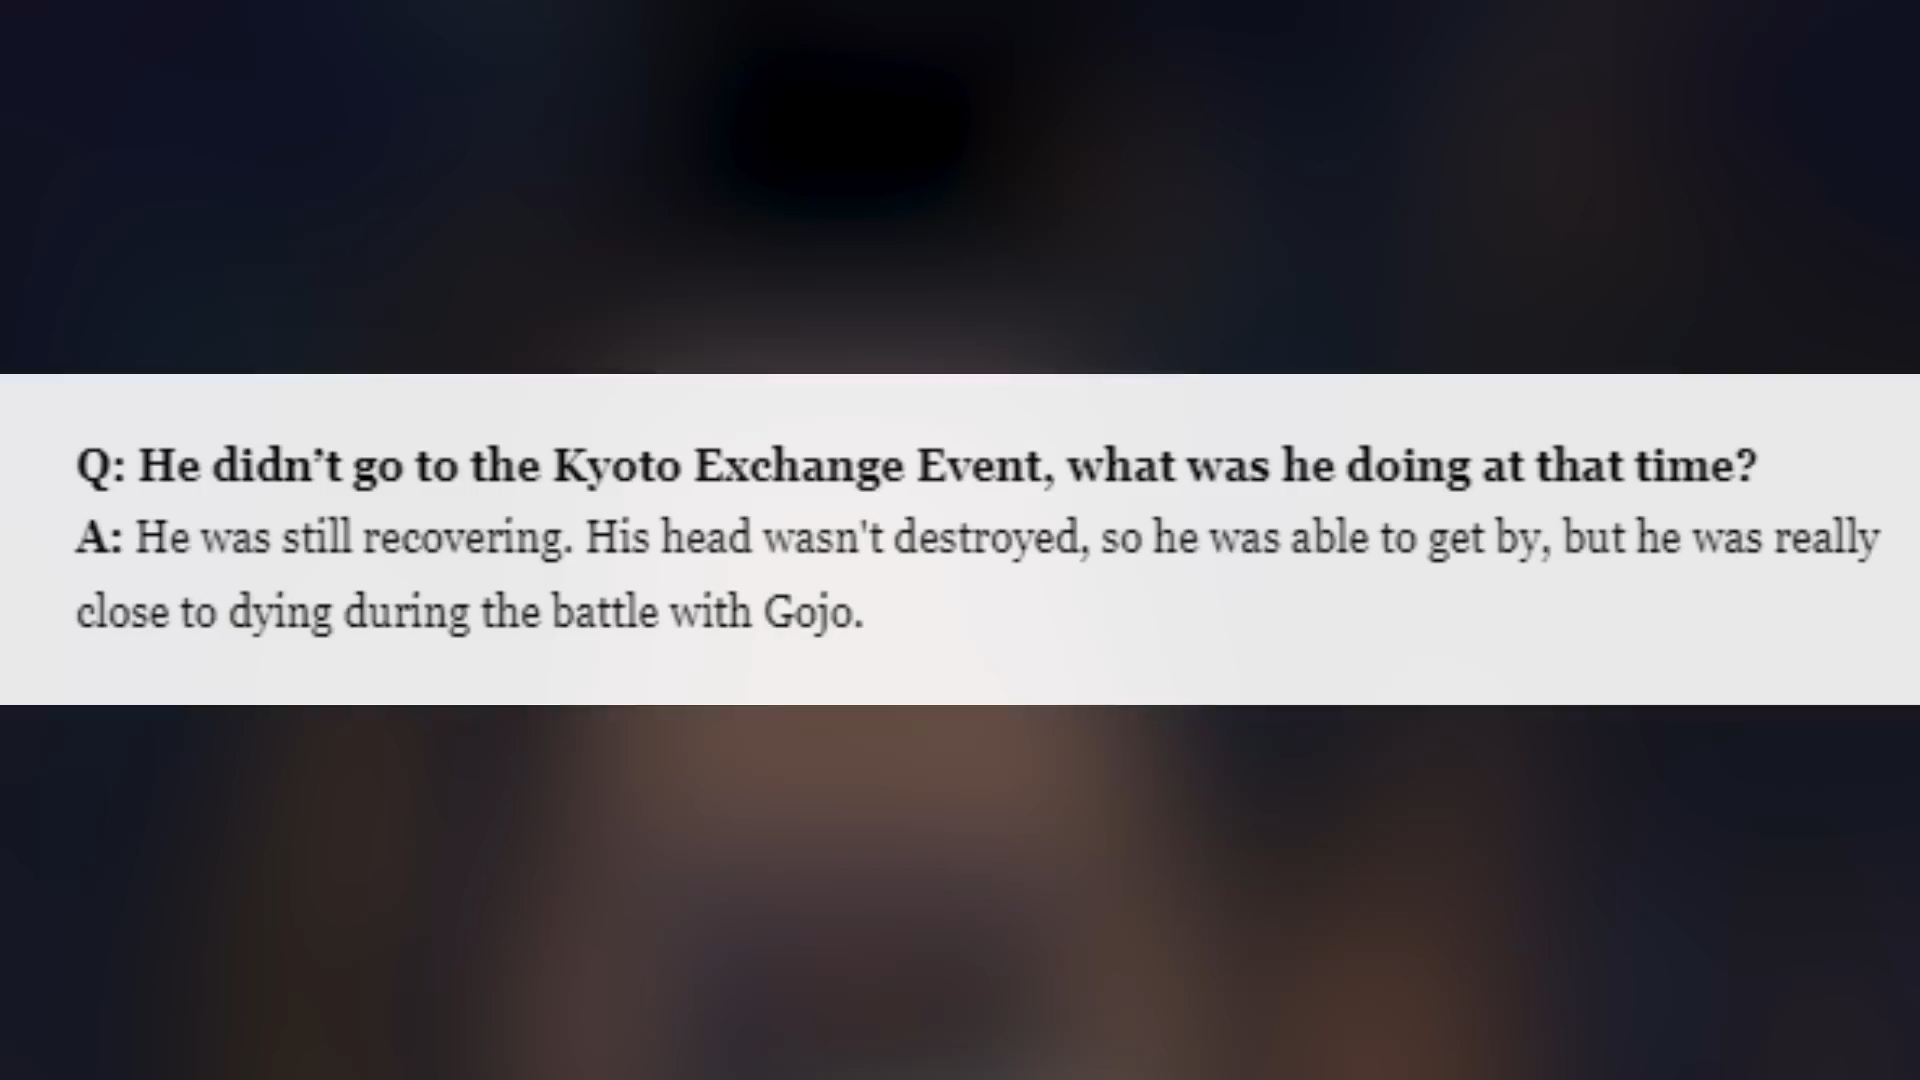 Q: He didn’t go to the Kyoto Exchange Event, what was he doing at that time?
A: He was still recovering. His head wasn't destroyed, so he was able to get by, but he was really
close to dying during the battle with Gojo.